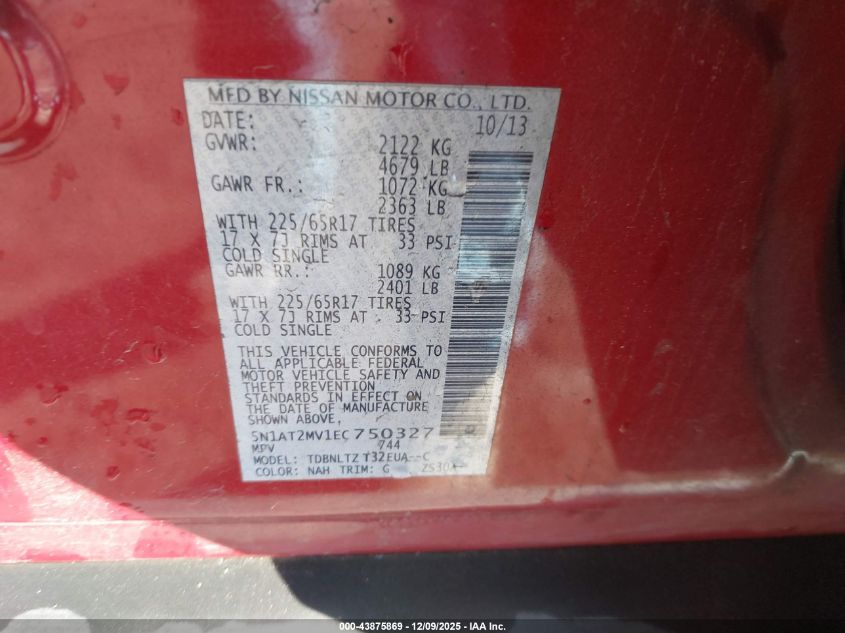 MFD BY NISSAN MOTOR CO., LTD.
DATE: 10/13
GVWR: 2122 KG
4679 LB
GAWR FR.: 1072 KG
2363 LB
WITH 225/65R17 TIRES
17 X 7J RIMS AT 33 PSI
COLD SINGLE
GAWR RR.: 1089 KG
2401 LB
WITH 225/65R17 TIRES
17 X 7J RIMS AT 33 PSI
COLD SINGLE
THIS VEHICLE CONFORMS TO
ALL APPLICABLE FEDERAL
MOTOR VEHICLE SAFETY AND
THEFT PREVENTION
STANDARDS IN EFFECT ON
THE DATE OF MANUFACTURE
SHOWN ABOVE,
5N1AT2MV1EC750327
MPV 744
MODEL: TDBNLTZ T32EUA--C
COLOR: NAH TRIM: G
000-43875869 | 12/09/2025 - IAA Inc.